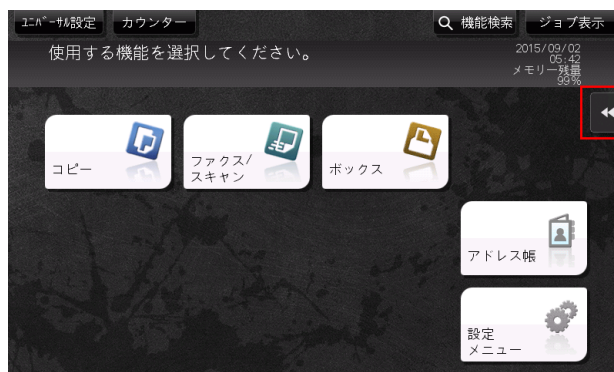 ﾕﾆﾊﾞｰｻﾙ設定 カウンター 機能検索 ジョブ表示
使用する機能を選択してください。
2015/09/02
05:42
メモリー残量
99%
コピー
ファクス/
スキャン
ボックス
アドレス帳
設定
メニュー